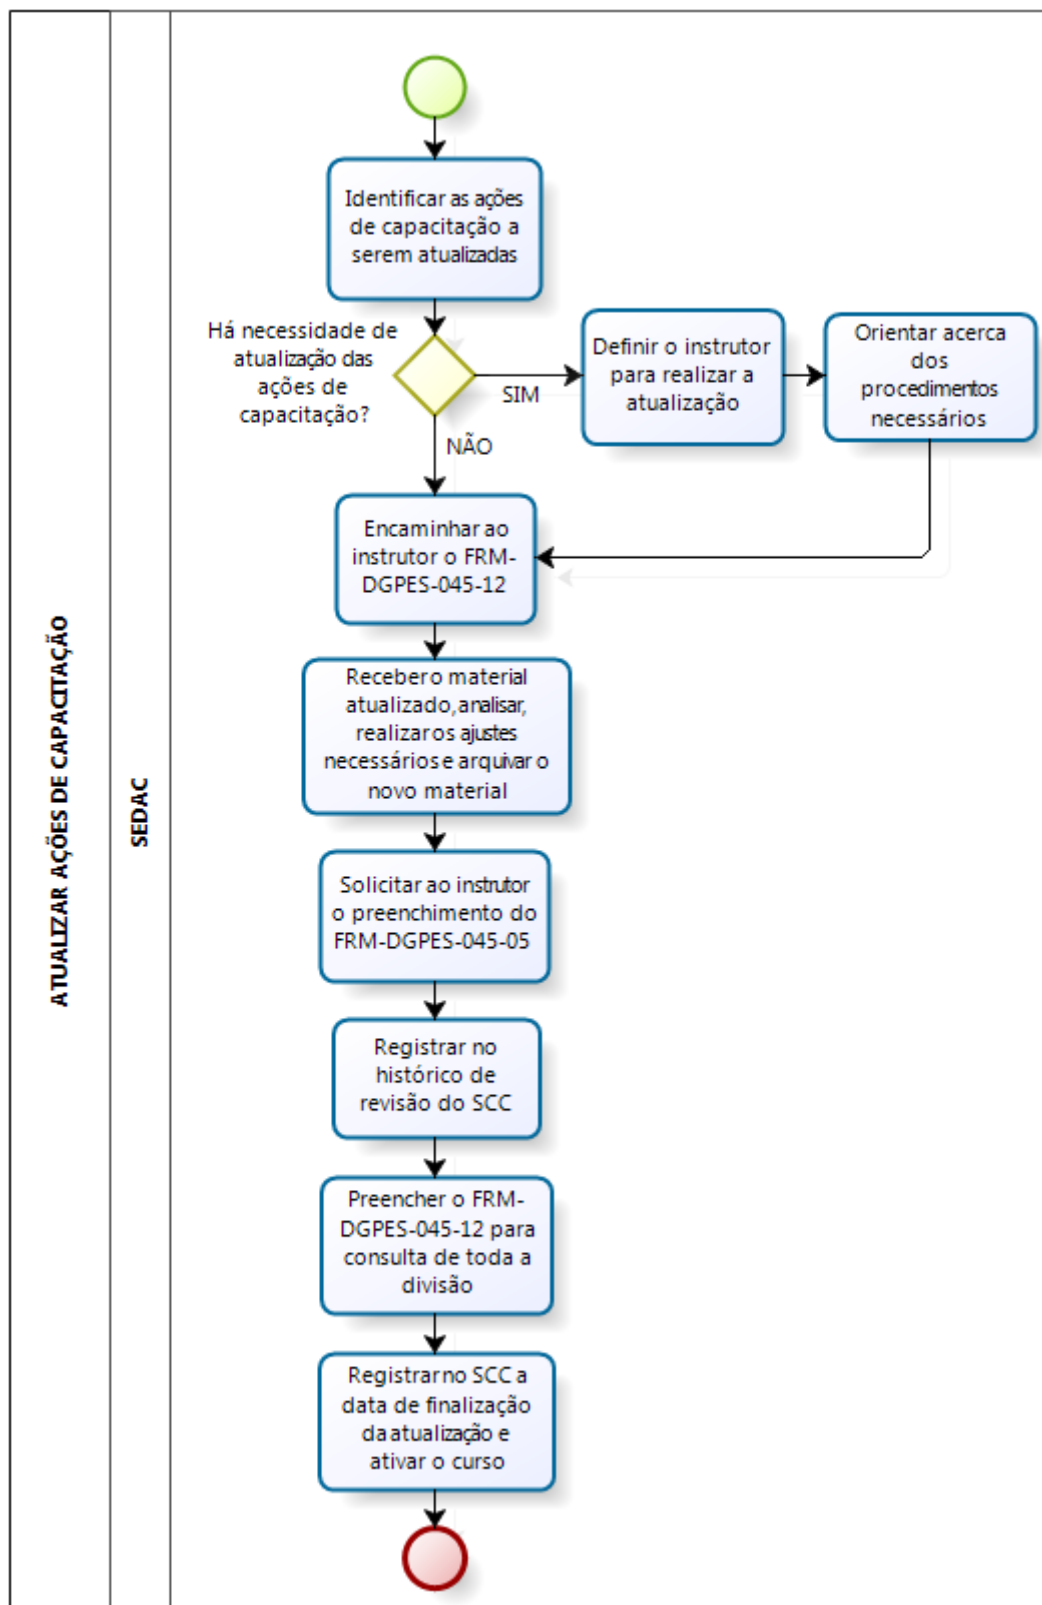 ATUALIZAR AÇÕES DE CAPACITAÇÃO
SEDAC
Identificar as ações
de capacitação a
serem atualizadas
Há necessidade de
atualização das
ações de
capacitação?
SIM
NÃO
Definir o instrutor
para realizar a
atualização
Orientar acerca
dos
procedimentos
necessários
Encaminhar ao
instrutor o FRM-
DGPES-045-12
Receber o material
atualizado, analisar,
realizar os ajustes
necessários e arquivar o
novo material
Solicitar ao instrutor
o preenchimento do
FRM-DGPES-045-05
Registrar no
histórico de
revisão do SCC
Preencher o FRM-
DGPES-045-12 para
consulta de toda a
divisão
Registrar no SCC a
data de finalização
da atualização e
ativar o curso